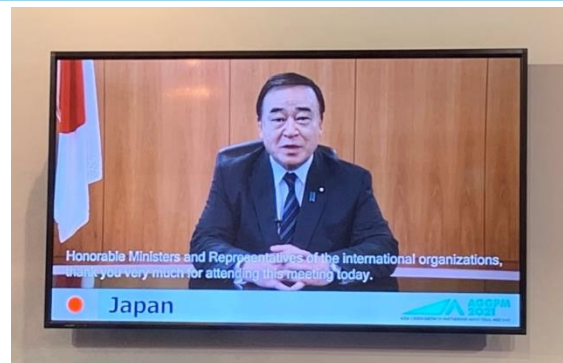 Honorable Ministers and Representatives of the international organizations,
thank you very much for attending this meeting today.
Japan
AGGPM
2021